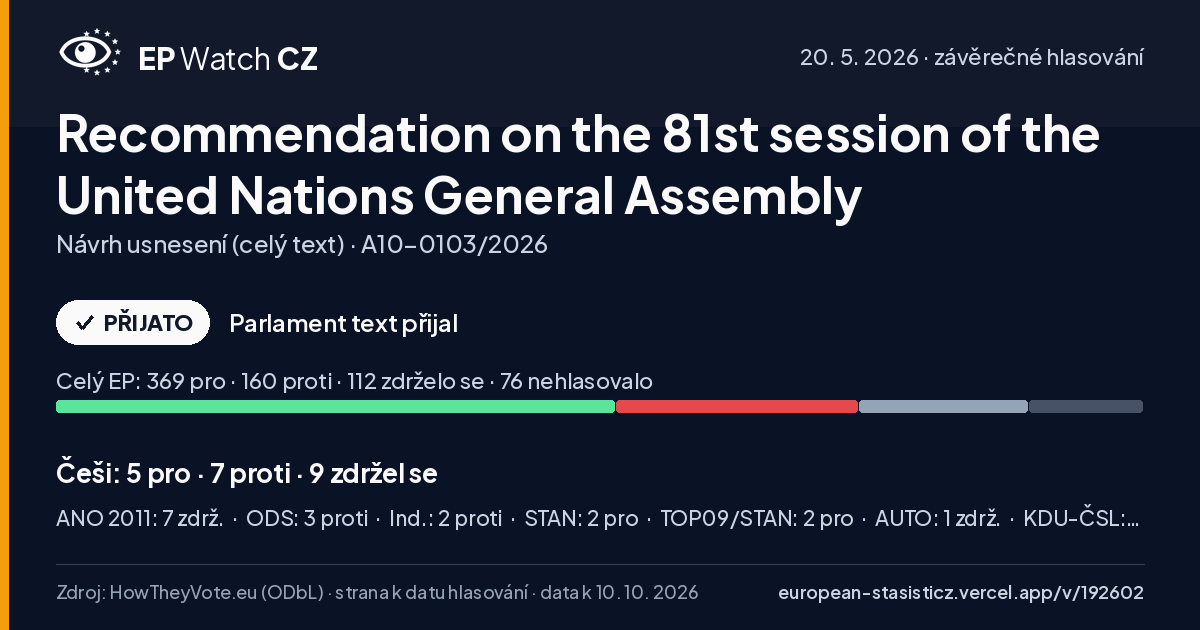 EP Watch CZ
20. 5. 2026 · závěrečné hlasování
Recommendation on the 81st session of the
United Nations General Assembly
Návrh usnesení (celý text) · A10–0103/2026
✓ PŘIJATO
Parlament text přijal
Celý EP: 369 pro · 160 proti · 112 zdrželo se · 76 nehlasovalo
Češi: 5 pro · 7 proti · 9 zdržel se
ANO 2011: 7 zdrž. · ODS: 3 proti · Ind.: 2 proti · STAN: 2 pro · TOP09/STAN: 2 pro · AUTO: 1 zdrž. · KDU-ČSL:…
Zdroj: HowTheyVote.eu (ODbL) · strana k datu hlasování · data k 10. 10. 2026
european-stasisticz.vercel.app/v/192602